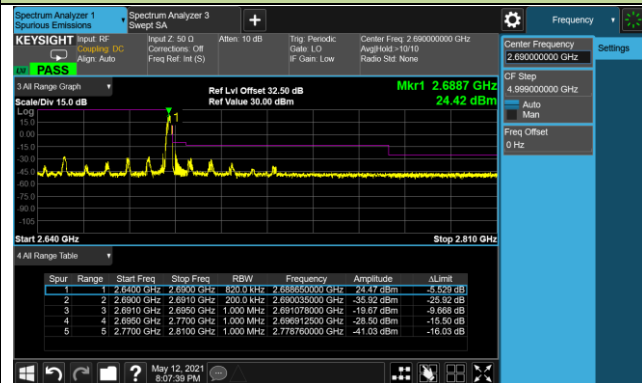 Spectrum Analyzer 1
Spurious Emissions
Spectrum Analyzer 3
Swept SA
Frequency
KEYSIGHT
Input: RF
Coupling: DC
Align: Auto
Input Z: 50 Ω
Corrections: Off
Freq Ref: Int (S)
Atten: 10 dB
Trig: Periodic
Gate: LO
IF Gain: Low
Center Freq: 2.690000000 GHz
Avg|Hold:>10/10
Radio Std: None
PASS
Center Frequency
2.690000000 GHz
Settings
CF Step
4.999000000 GHz
Auto
Man
Freq Offset
0 Hz
3 All Range Graph
Scale/Div 15.0 dB
Ref Lvl Offset 32.50 dB
Ref Value 30.00 dBm
Mkr1 2.6887 GHz
24.42 dBm
Log
15.0
0.00
-15.0
-30.0
-45.0
-60.0
-75.0
-90.0
-105
1
Start 2.640 GHz
Stop 2.810 GHz
4 All Range Table
Spur Range Start Freq Stop Freq RBW Frequency Amplitude ΔLimit
1 1 2.6400 GHz 2.6900 GHz 820.0 kHz 2.688650000 GHz 24.47 dBm -5.529 dB
2 2 2.6900 GHz 2.6910 GHz 200.0 kHz 2.690035000 GHz -35.92 dBm -25.92 dB
3 3 2.6910 GHz 2.6950 GHz 1.000 MHz 2.691078000 GHz -19.67 dBm -9.668 dB
4 4 2.6950 GHz 2.7700 GHz 1.000 MHz 2.696912500 GHz -28.50 dBm -15.50 dB
5 5 2.7700 GHz 2.8100 GHz 1.000 MHz 2.778760000 GHz -41.03 dBm -16.03 dB
May 12, 2021
8:07:39 PM